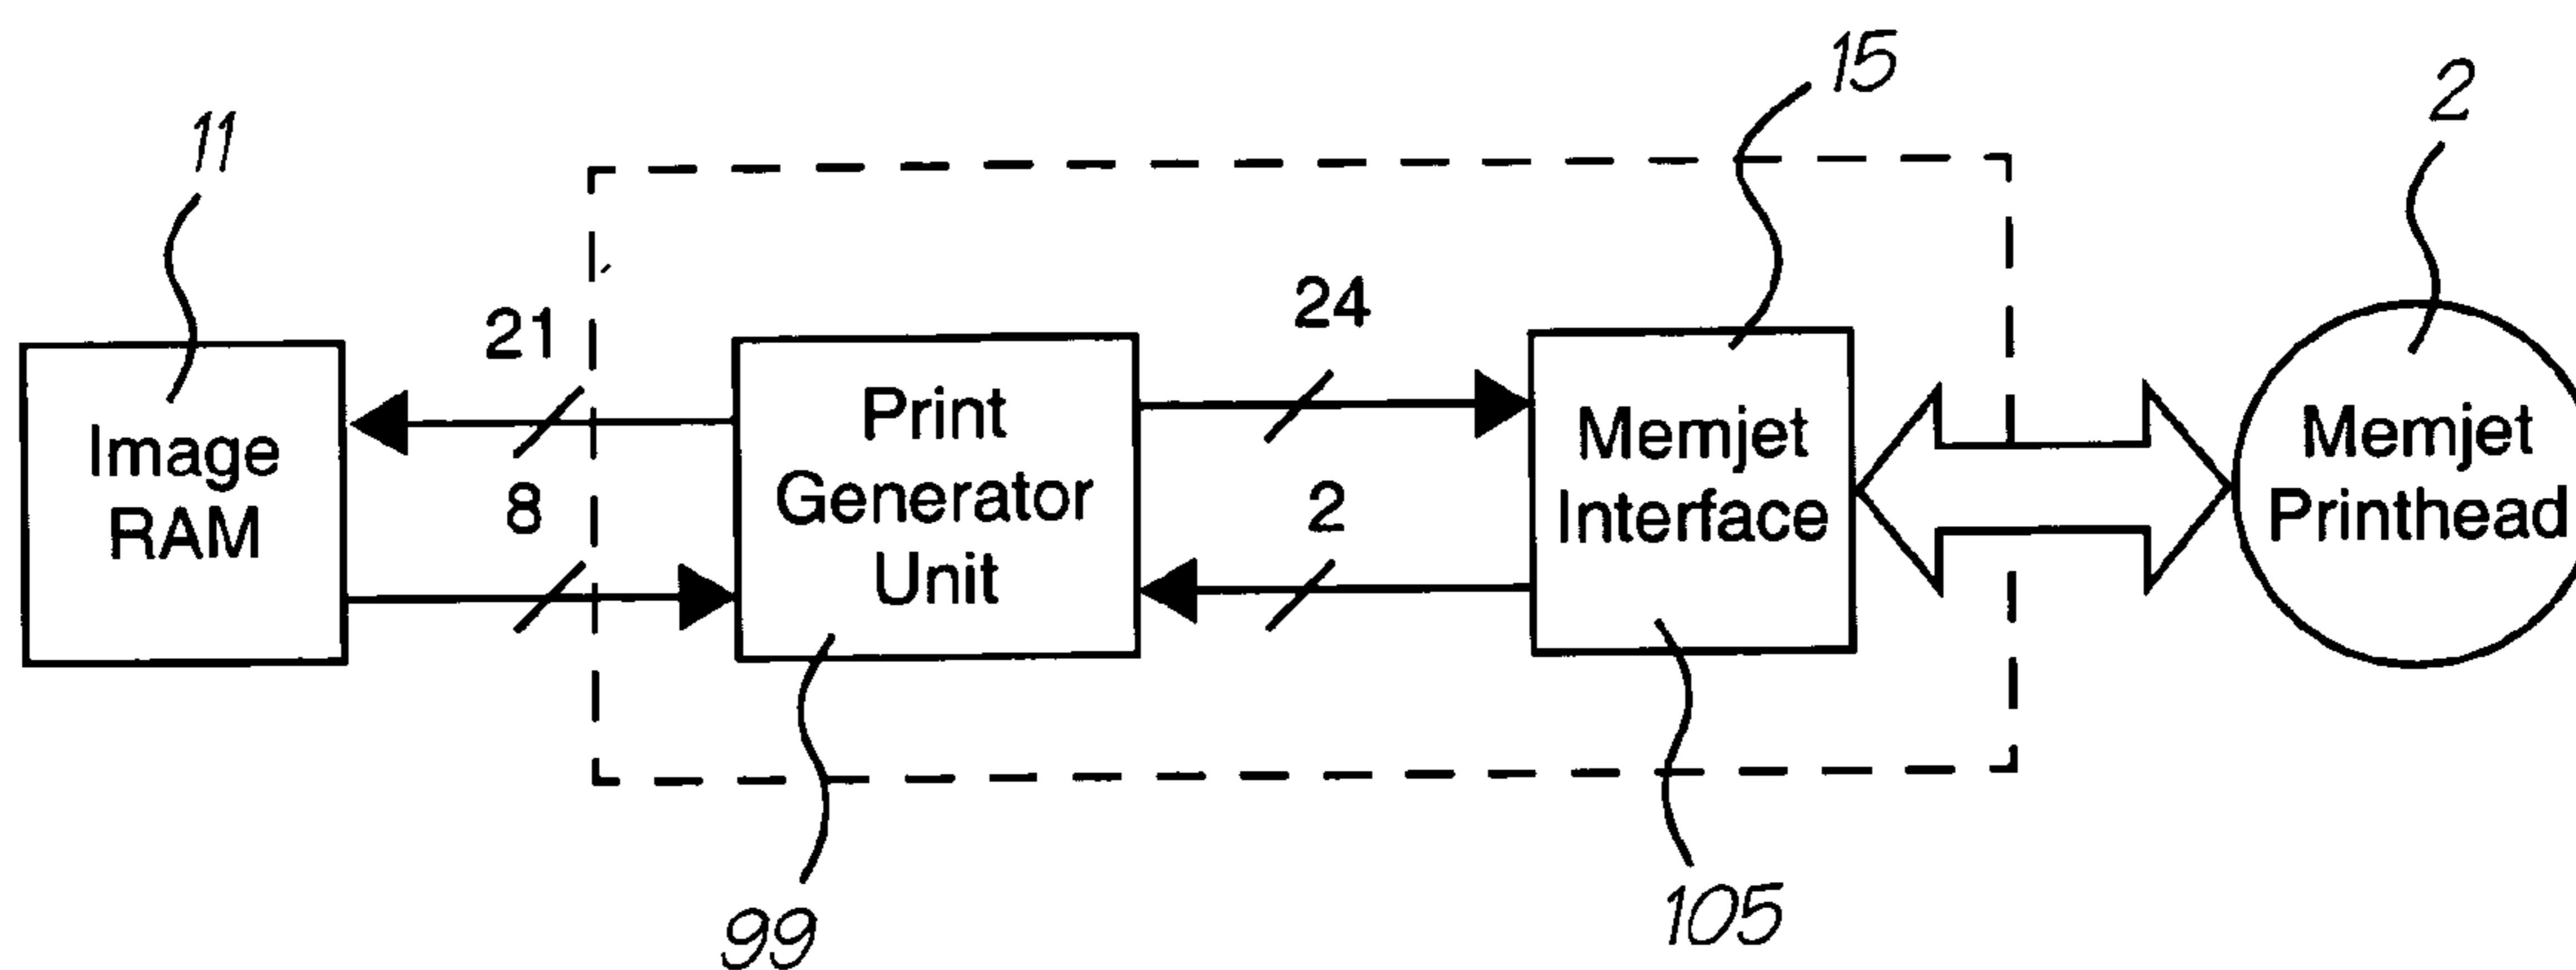 15
2
11
21
24
8
2
Image
RAM
Print
Generator
Unit
Memjet
Interface
Memjet
Printhead
99
105